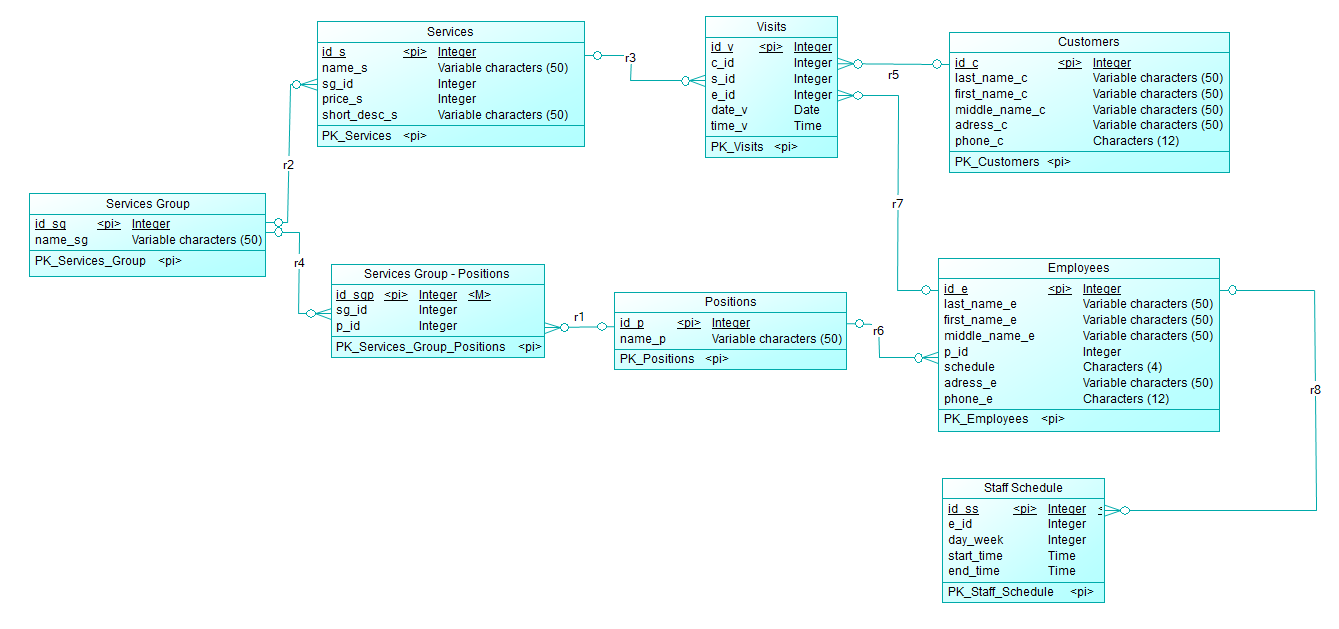 Services
id_s <pi> Integer
name_s Variable characters (50)
sg_id Integer
price_s Integer
short_desc_s Variable characters (50)
PK_Services <pi>
r3
Visits
id_v <pi> Integer
c_id Integer
s_id Integer
e_id Integer
date_v Date
time_v Time
PK_Visits <pi>
r5
Customers
id_c <pi> Integer
last_name_c Variable characters (50)
first_name_c Variable characters (50)
middle_name_c Variable characters (50)
adress_c Variable characters (50)
phone_c Characters (12)
PK_Customers <pi>
r2
r7
Services Group
id_sg <pi> Integer
name_sg Variable characters (50)
PK_Services_Group <pi>
r4
Services Group - Positions
id_sgp <pi> Integer <M>
sg_id Integer
p_id Integer
PK_Services_Group_Positions <pi>
r1
Positions
id_p <pi> Integer
name_p Variable characters (50)
PK_Positions <pi>
r6
Employees
id_e <pi> Integer
last_name_e Variable characters (50)
first_name_e Variable characters (50)
middle_name_e Variable characters (50)
p_id Integer
schedule Characters (4)
adress_e Variable characters (50)
phone_e Characters (12)
PK_Employees <pi>
r8
Staff Schedule
id_ss <pi> Integer <
e_id Integer
day_week Integer
start_time Time
end_time Time
PK_Staff_Schedule <pi>